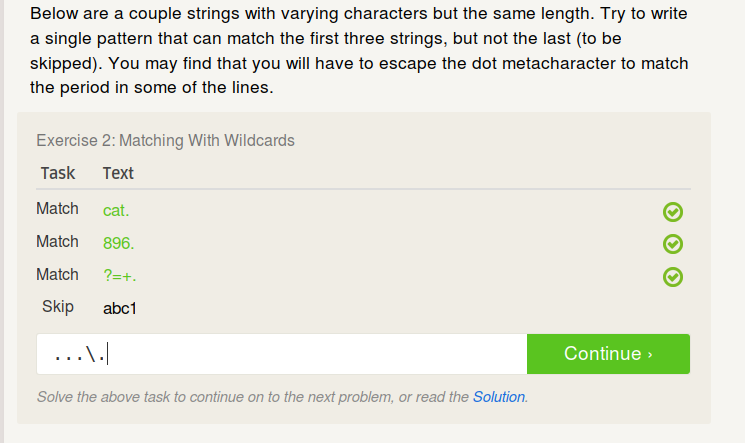 Below are a couple strings with varying characters but the same length. Try to write
a single pattern that can match the first three strings, but not the last (to be
skipped). You may find that you will have to escape the dot metacharacter to match
the period in some of the lines.
Exercise 2: Matching With Wildcards
Task Text
Match cat.
Match 896.
Match ?=+.
Skip abc1
...\.
Continue ›
Solve the above task to continue on to the next problem, or read the Solution.